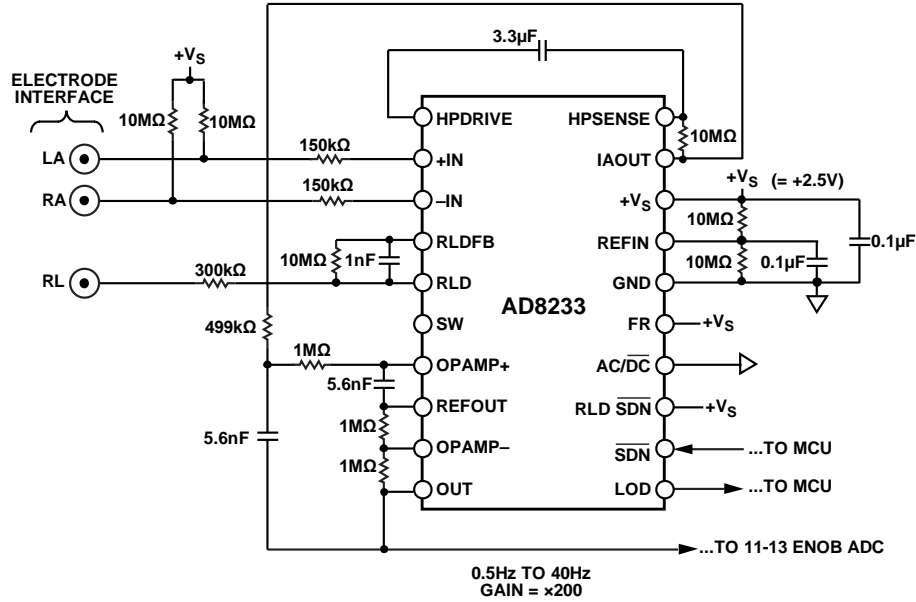 3.3µF
+VS
ELECTRODE
INTERFACE
10MΩ
10MΩ
LA
RA
RL
150kΩ
150kΩ
300kΩ
10MΩ
1nF
499kΩ
1MΩ
5.6nF
5.6nF
1MΩ
1MΩ
HPDRIVE
+IN
–IN
RLDFB
RLD
SW
OPAMP+
REFOUT
OPAMP–
OUT
AD8233
HPSENSE
IAOUT
+VS
REFIN
GND
FR
AC/DC
RLD SDN
SDN
LOD
10MΩ
+VS (= +2.5V)
10MΩ
10MΩ
0.1µF
0.1µF
+VS
+VS
...TO MCU
...TO MCU
...TO 11-13 ENOB ADC
0.5Hz TO 40Hz
GAIN = ×200